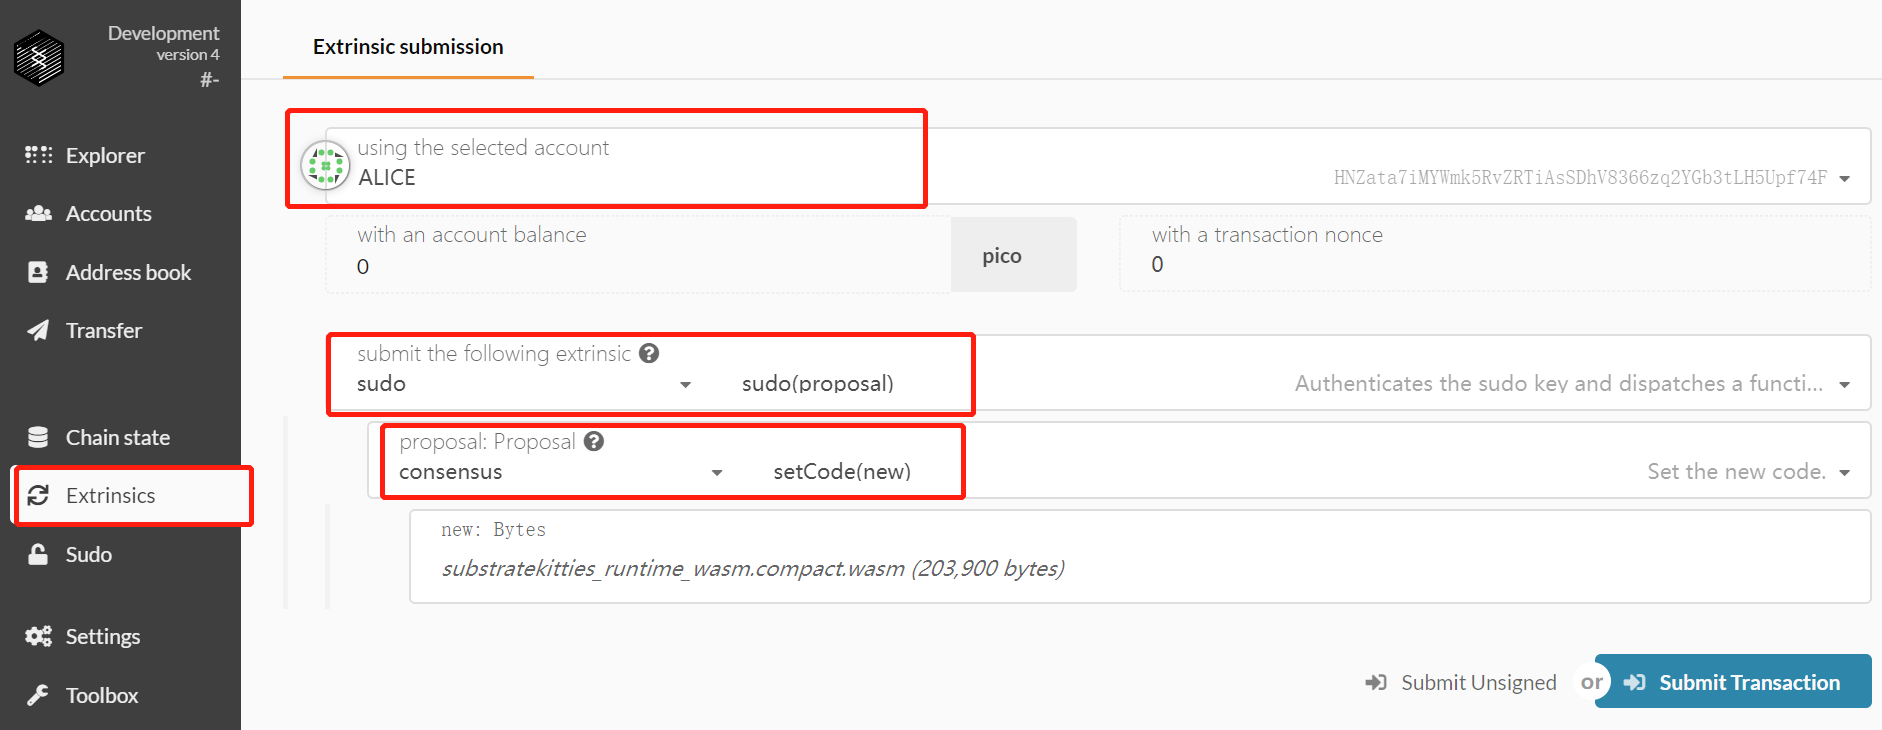 Development
version 4
#-
Explorer
Accounts
Address book
Transfer
Chain state
Extrinsics
Sudo
Settings
Toolbox
Extrinsic submission
using the selected account
ALICE
HNZata7iMYWmk5RvZRTiAsSDhV8366zq2YGb3tLH5Upf74F
with an account balance
0
pico
with a transaction nonce
0
submit the following extrinsic
sudo sudo(proposal) Authenticates the sudo key and dispatches a functi...
proposal: Proposal
consensus setCode(new) Set the new code.
new: Bytes
substratekitties_runtime_wasm.compact.wasm (203,900 bytes)
Submit Unsigned or Submit Transaction